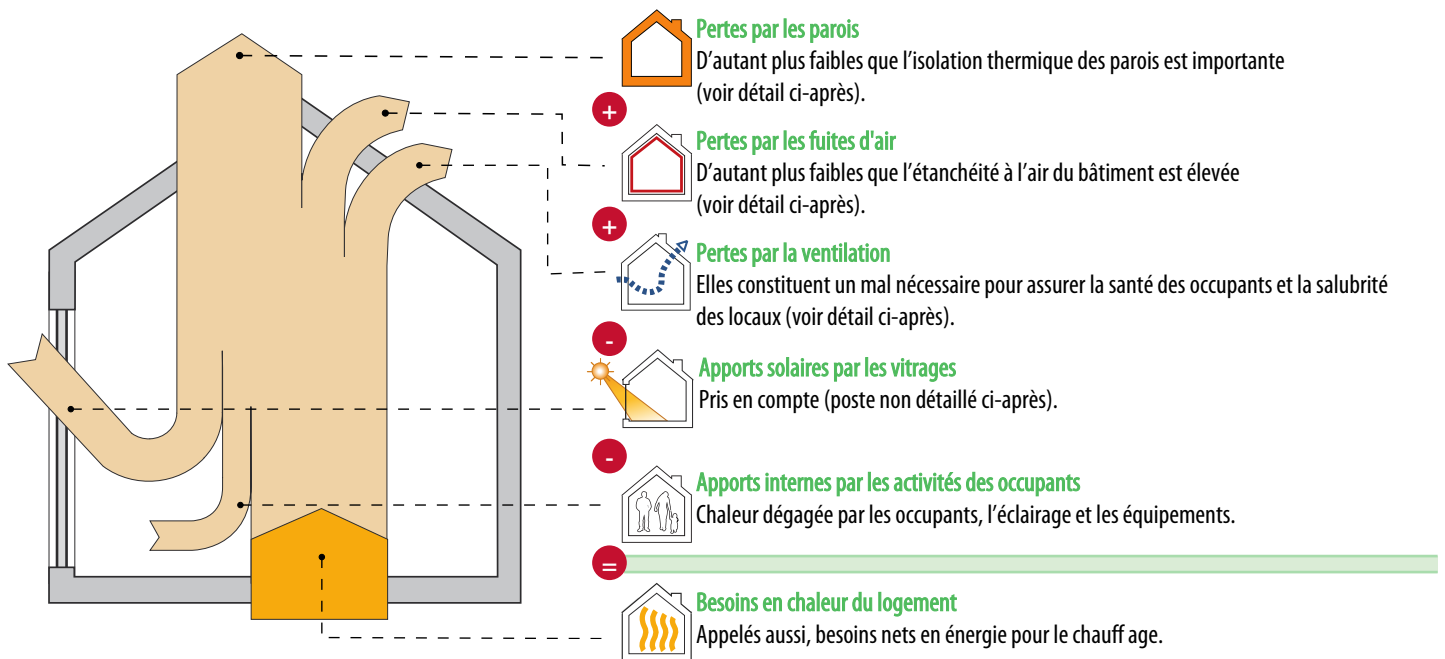 Pertes par les parois
D'autant plus faibles que l'isolation thermique des parois est importante
(voir détail ci-après).
+
Pertes par les fuites d'air
D'autant plus faibles que l'étanchéité à l'air du bâtiment est élevée
(voir détail ci-après).
+
Pertes par la ventilation
Elles constituent un mal nécessaire pour assurer la santé des occupants et la salubrité
des locaux (voir détail ci-après).
-
Apports solaires par les vitrages
Pris en compte (poste non détaillé ci-après).
-
Apports internes par les activités des occupants
Chaleur dégagée par les occupants, l'éclairage et les équipements.
=
Besoins en chaleur du logement
Appelés aussi, besoins nets en énergie pour le chauff age.